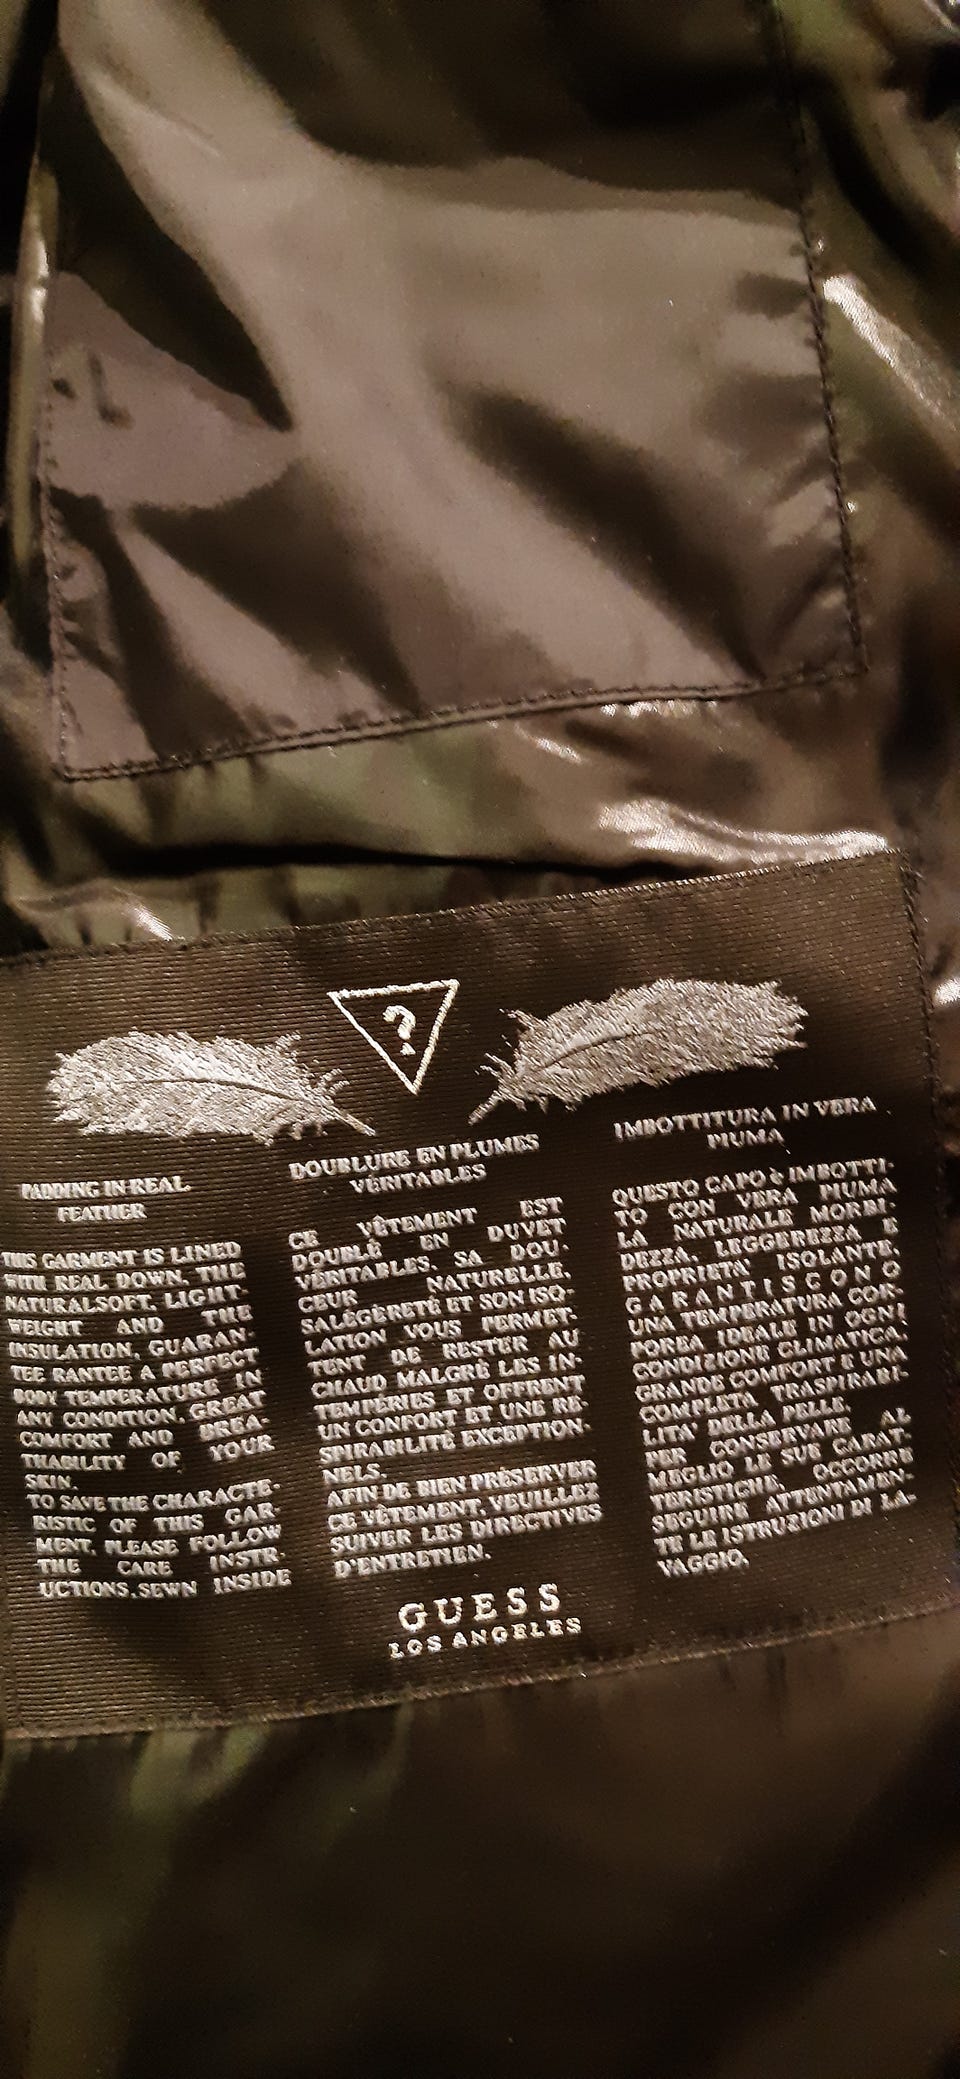 ?
PADDING IN REAL
FEATHER
THIS GARMENT IS LINED
WITH REAL DOWN. THE
NATURALSOFT, LIGHT-
WEIGHT AND THE
INSULATION, GUARAN-
TEE RANTEE A PERFECT
BODY TEMPERATURE IN
ANY CONDITION, GREAT
COMFORT AND BREA-
THABILITY OF YOUR
SKIN.
TO SAVE THE CHARACTE-
RISTIC OF THIS GAR
MENT, PLEASE FOLLOW
THE CARE INSTR-
UCTIONS,SEWN INSIDE
DOUBLURE EN PLUMES
VÉRITABLES
CE VÊTEMENT EST
DOUBLÉ EN DUVET
VÉRITABLES. SA DOU-
CEUR NATURELLE,
SALÉGÈRETÉ ET SON ISO-
LATION VOUS PERMET-
TENT DE RESTER AU
CHAUD MALGRÉ LES IN-
TEMPÉRIES ET OFFRENT
UN CONFORT ET UNE RE-
SPIRABILITÉ EXCEPTION-
NELS.
AFIN DE BIEN PRÉSERVER
CE VÊTEMENT, VEUILLEZ
SUIVER LES DIRECTIVES
D'ENTRETIEN.
IMBOTTITURA IN VERA
PIUMA
QUESTO CAPO è IMBOTTI-
TO CON VERA PIUMA
LA NATURALE MORBI-
DEZZA, LEGGEREZZA E
PROPRIETA' ISOLANTE,
GARANTISCONO
UNA TEMPERATURA COR-
POREA IDEALE IN OGNI
CONDIZIONE CLIMATICA,
GRANDE COMFORT E UNA
COMPLETA TRASPIRABI-
LITA' DELLA PELLE
PER CONSERVARE AL
MEGLIO LE SUE CARAT-
TERISTICHE, OCCORRE
SEGUIRE ATTENTAMEN-
TE LE ISTRUZIONI DI LA-
VAGGIO.
GUESS
LOS ANGELES